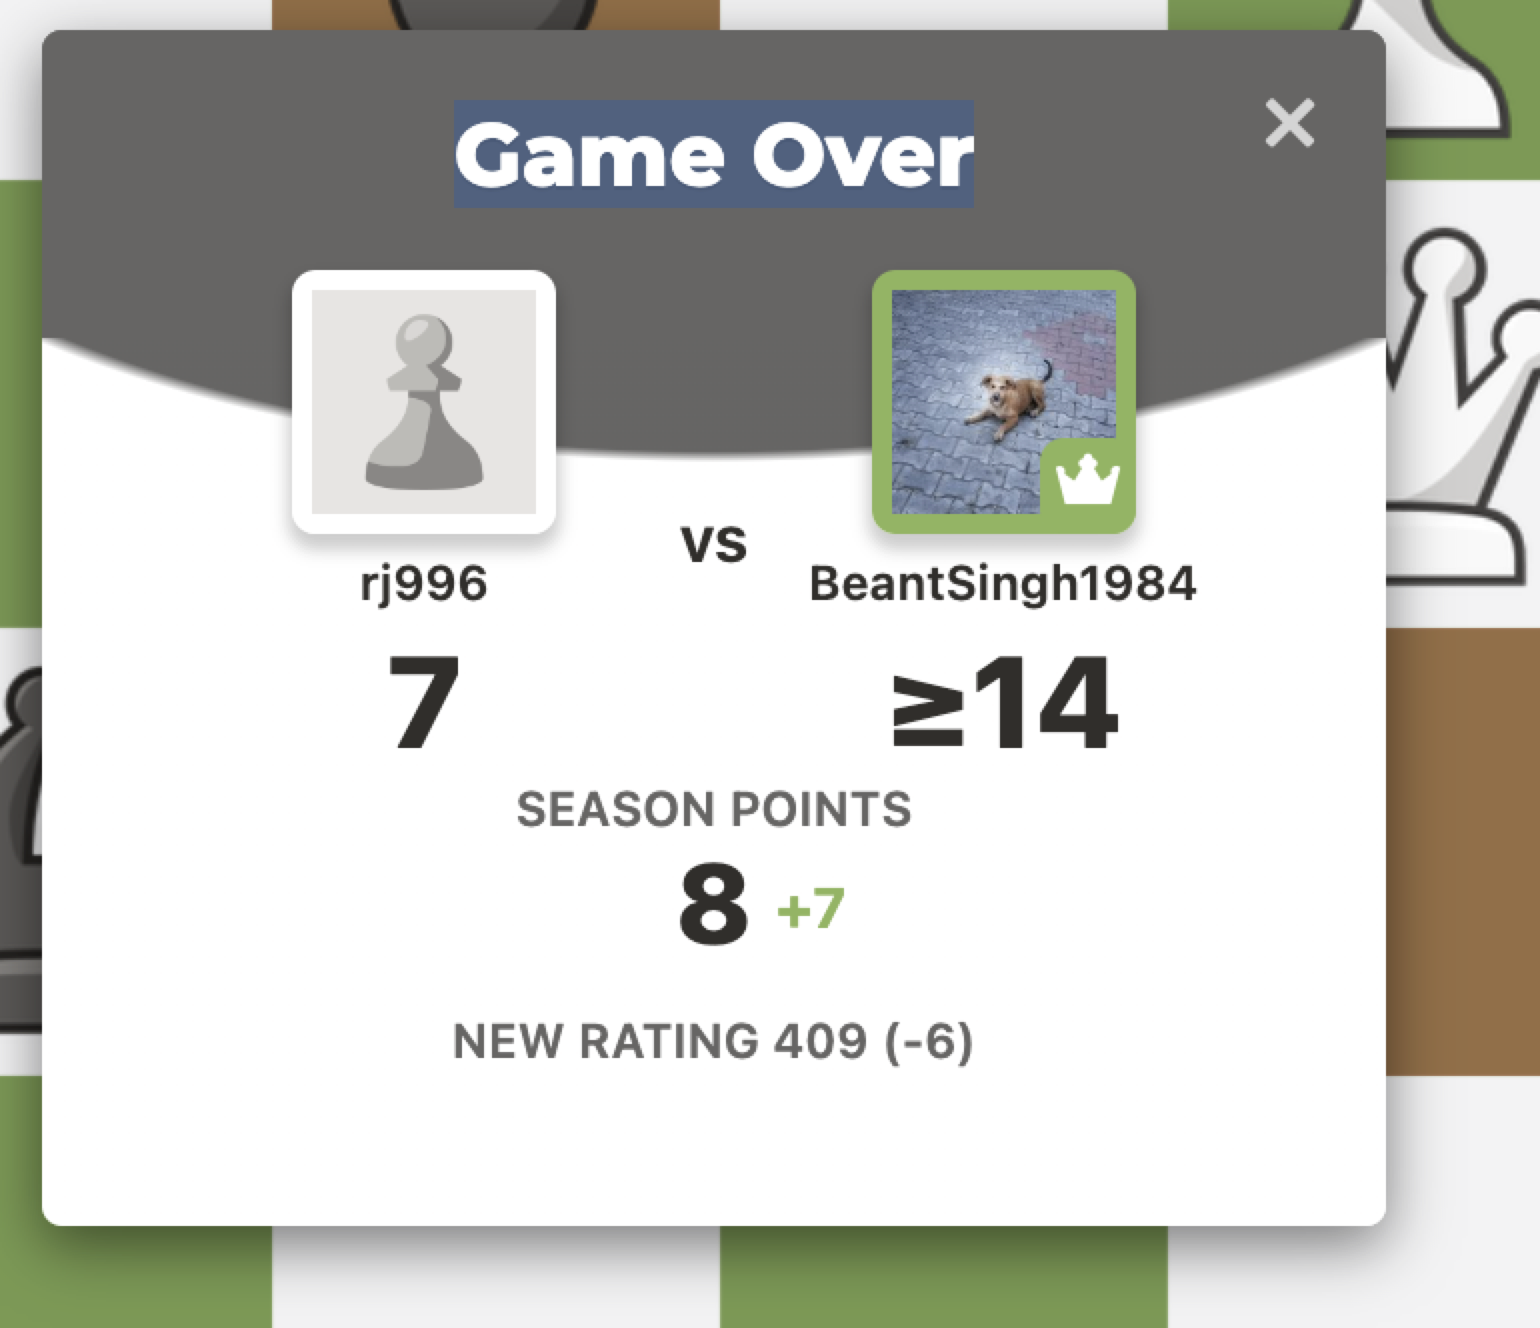 Game Over
vs
rj996
BeantSingh1984
7
≥14
SEASON POINTS
8 +7
NEW RATING 409 (-6)